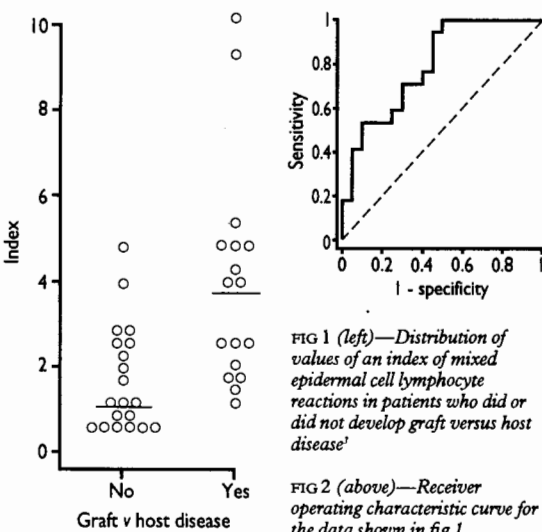 10
8
6
4
2
0
Index
No Yes
Graft v host disease
1
0.8
0.6
0.4
0.2
0
Sensitivity
0 0.2 0.4 0.6 0.8 1
1 - specificity
FIG 1 (left)—Distribution of
values of an index of mixed
epidermal cell lymphocyte
reactions in patients who did or
did not develop graft versus host
disease¹
FIG 2 (above)—Receiver
operating characteristic curve for
the data shown in fig 1